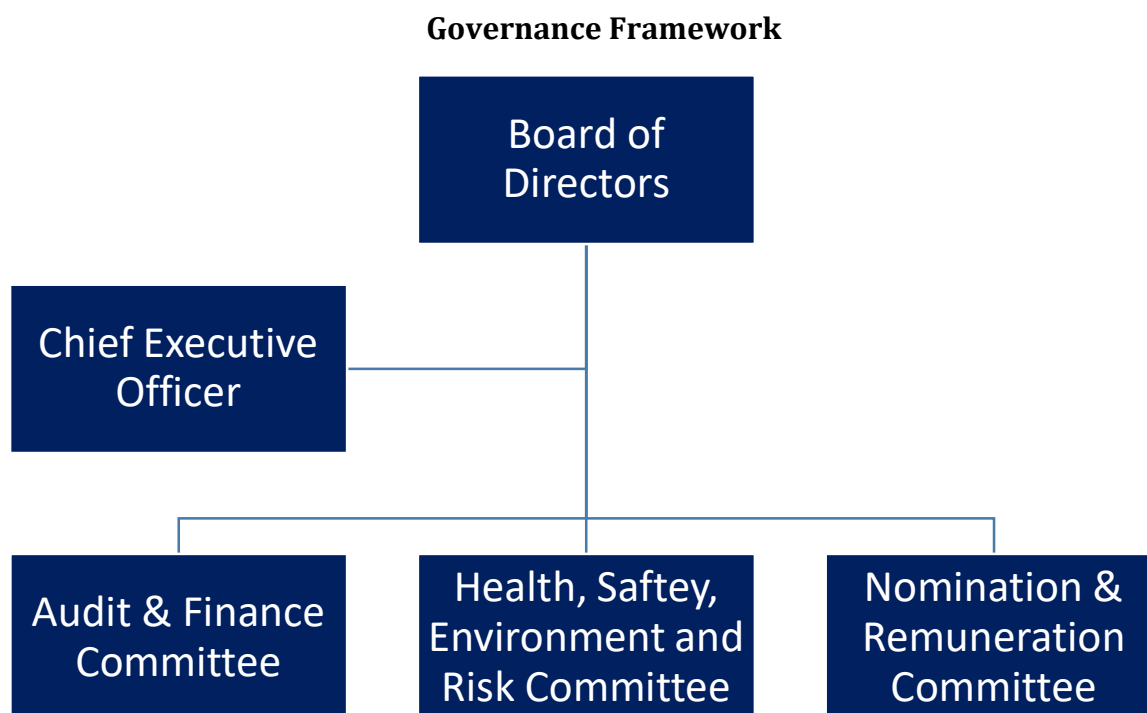 Governance Framework
Board of
Directors
Chief Executive
Officer
Audit & Finance
Committee
Health, Saftey,
Environment and
Risk Committee
Nomination &
Remuneration
Committee